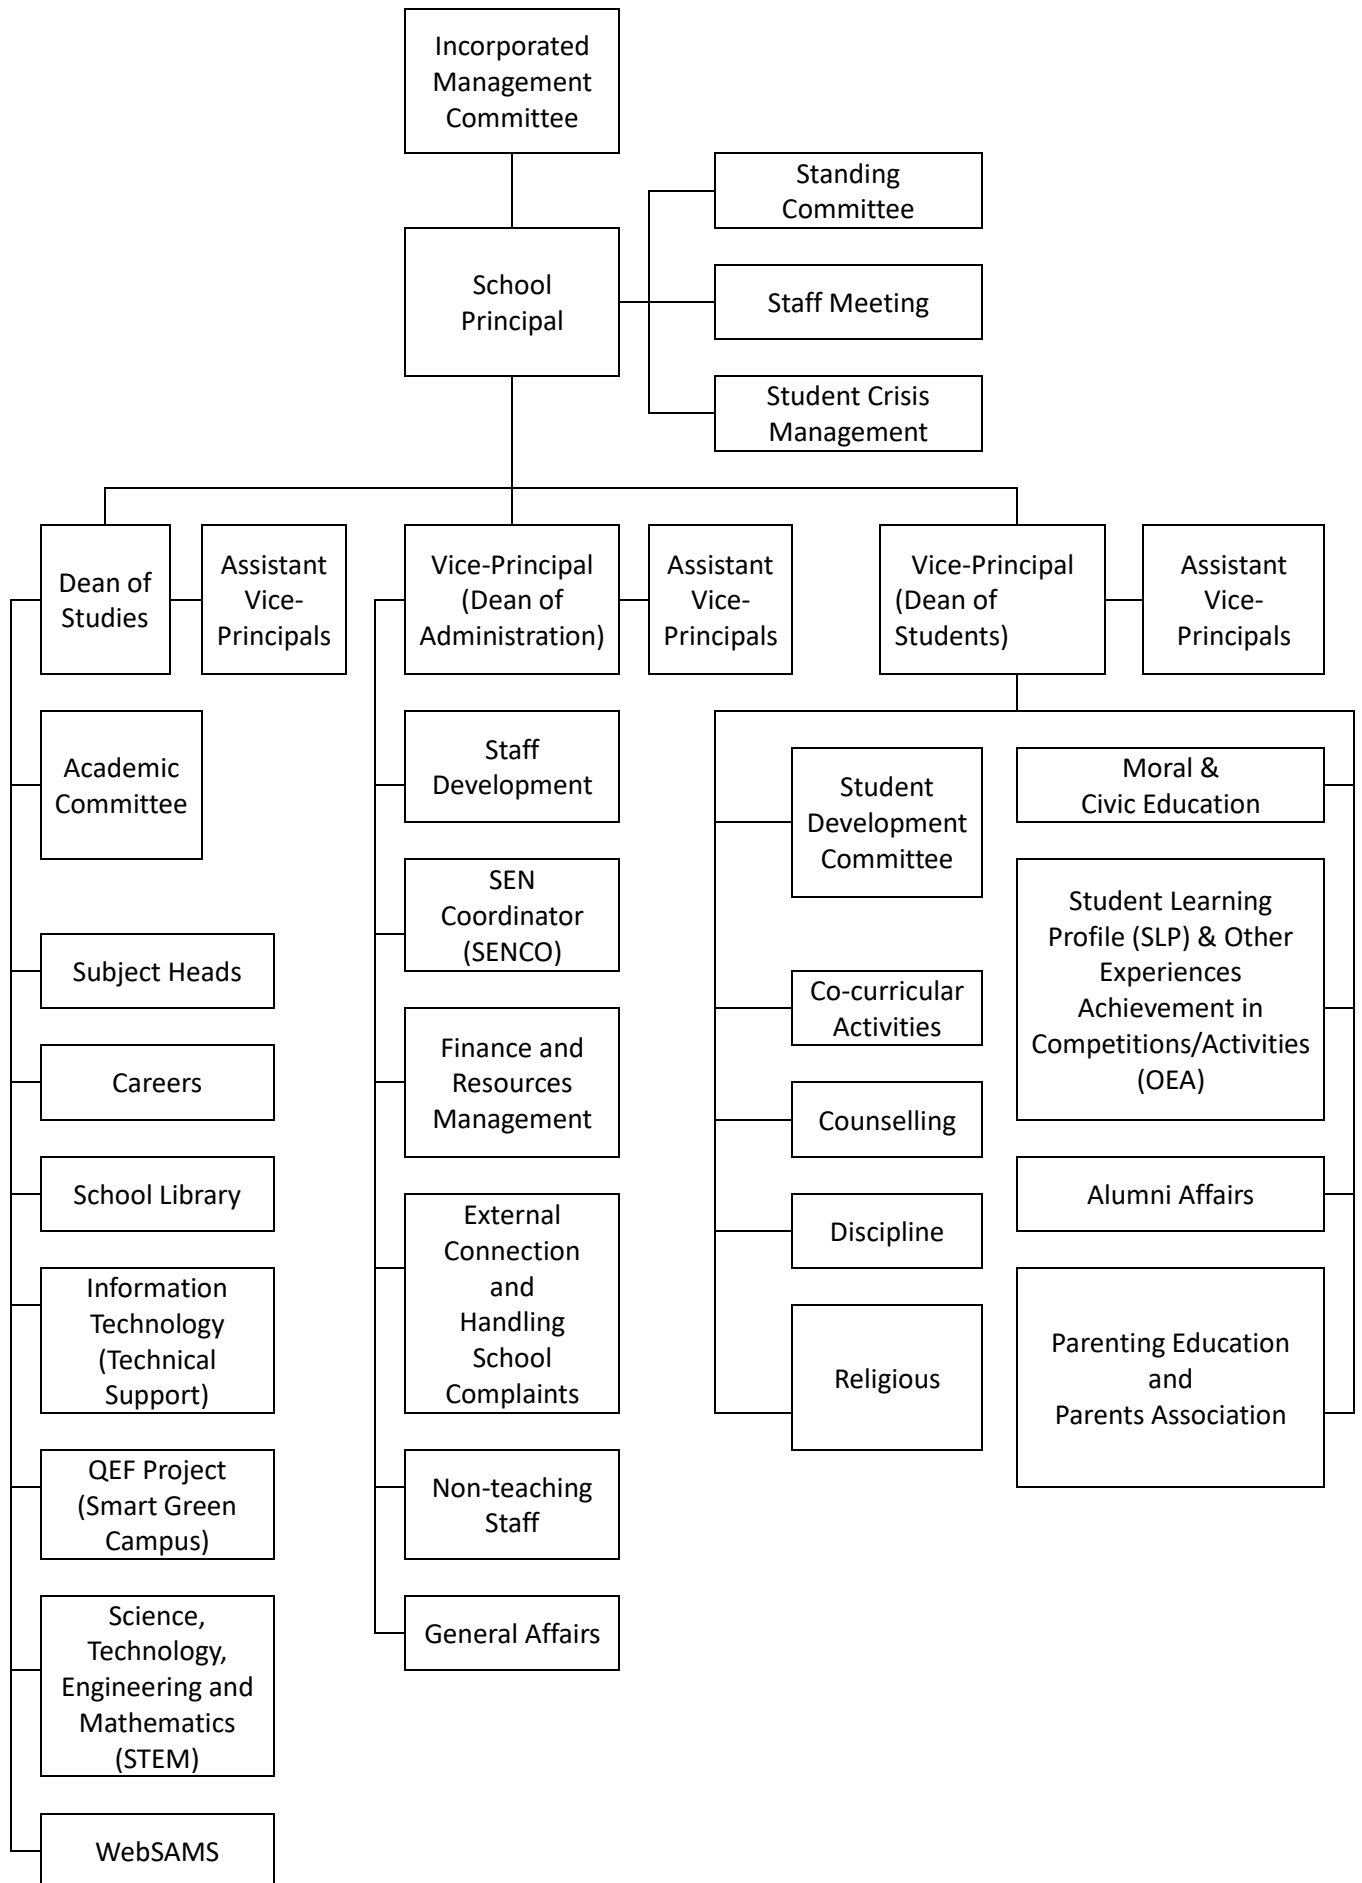 Incorporated
Management
Committee
Standing
Committee
School
Principal
Staff Meeting
Student Crisis
Management
Dean of
Studies
Assistant
Vice-
Principals
Vice-Principal
(Dean of
Administration)
Assistant
Vice-
Principals
Vice-Principal
(Dean of
Students)
Assistant
Vice-
Principals
Academic
Committee
Subject Heads
Careers
School Library
Information
Technology
(Technical
Support)
QEF Project
(Smart Green
Campus)
Science,
Technology,
Engineering and
Mathematics
(STEM)
WebSAMS
Staff
Development
SEN
Coordinator
(SENCO)
Finance and
Resources
Management
External
Connection
and
Handling
School
Complaints
Non-teaching
Staff
General Affairs
Student
Development
Committee
Co-curricular
Activities
Counselling
Discipline
Religious
Moral &
Civic Education
Student Learning
Profile (SLP) & Other
Experiences
Achievement in
Competitions/Activities
(OEA)
Alumni Affairs
Parenting Education
and
Parents Association